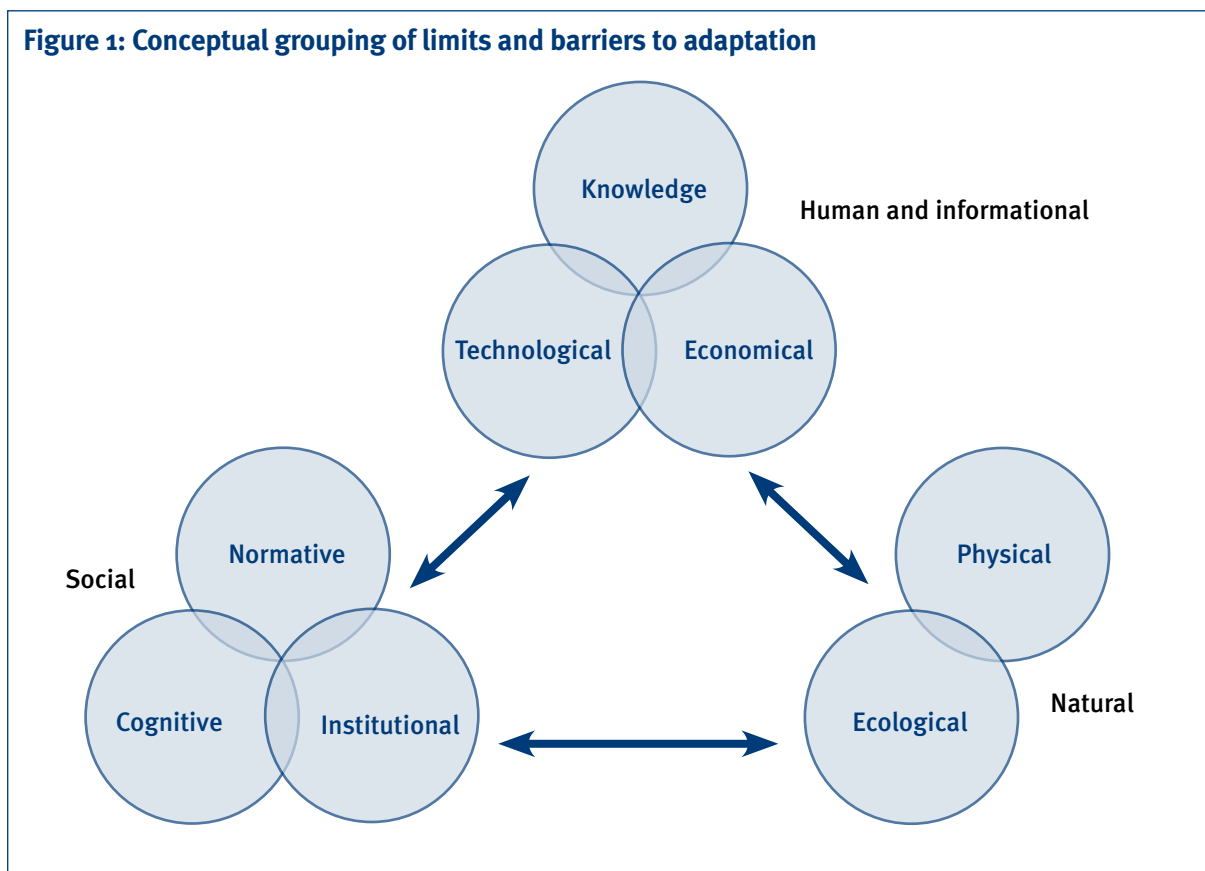 Figure 1: Conceptual grouping of limits and barriers to adaptation
Knowledge
Human and informational
Technological
Economical
Normative
Social
Cognitive
Institutional
Physical
Ecological
Natural